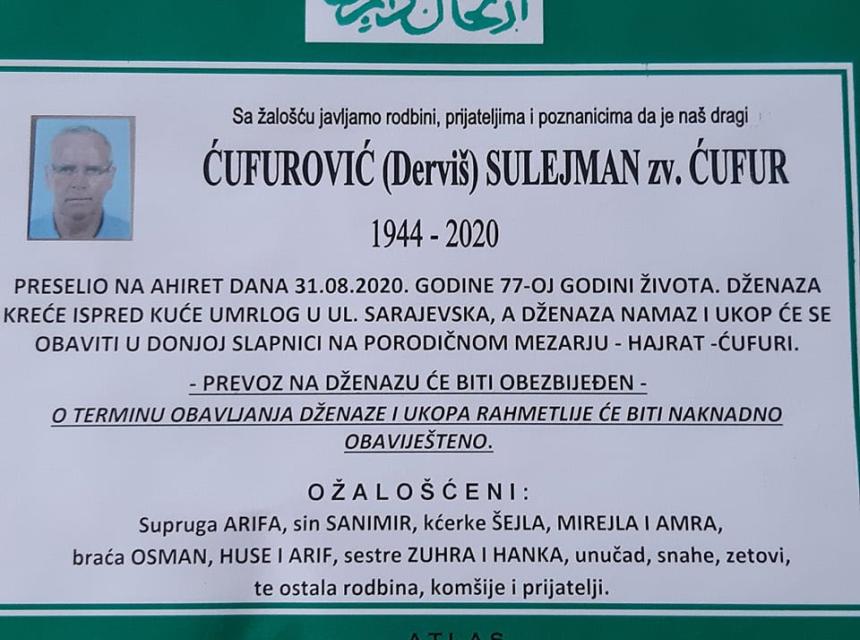 Sa žalošću javljamo rodbini, prijateljima i poznanicima da je naš dragi
ĆUFUROVIĆ (Derviš) SULEJMAN zv. ĆUFUR
1944 - 2020
PRESELIO NA AHIRET DANA 31.08.2020. GODINE 77-OJ GODINI ŽIVOTA. DŽENAZA
KREĆE ISPRED KUĆE UMRLOG U UL. SARAJEVSKA, A DŽENAZA NAMAZ I UKOP ĆE SE
OBAVITI U DONJOJ SLAPNICI NA PORODIČNOM MEZARJU - HAJRAT -ĆUFURI.
- PREVOZ NA DŽENAZU ĆE BITI OBEZBIJEĐEN -
O TERMINU OBAVLJANJA DŽENAZE I UKOPA RAHMETLIJE ĆE BITI NAKNADNO
OBAVIJEŠTENO.
OŽALOŠĆENI:
Supruga ARIFA, sin SANIMIR, kćerke ŠEJLA, MIREJLA I AMRA,
braća OSMAN, HUSE I ARIF, sestre ZUHRA I HANKA, unučad, snahe, zetovi,
te ostala rodbina, komšije i prijatelji.
ATLAS